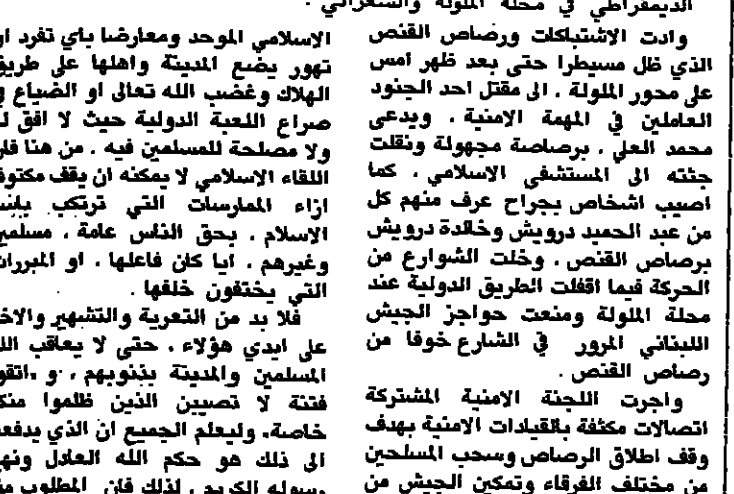 الديمقراطي في محلة الملولة والشعراني .
وادت الاشتباكات ورصاص القنص
الذي ظل مسيطرا حتى بعد ظهر امس
على محور الملولة . الى مقتل احد الجنود
العاملين في المهمة الامنية . ويدعى
محمد العلي . برصاصة مجهولة ونقلت
جثته الى المستشفى الاسلامي . كما
اصيب اشخاص بجراح عرف منهم كل
من عبد الحميد درويش وخالدة درويش
برصاص القنص . وخلت الشوارع من
الحركة فيما اقفلت الطريق الدولية عند
محلة الملولة ومنعت حواجز الجيش
اللبناني المرور في الشارع خوفا من
رصاص القنص .
واجرت اللجنة الامنية المشتركة
اتصالات مكثفة بالقيادات الامنية بهدف
وقف اطلاق الرصاص وسحب المسلحين
من مختلف الفرقاء وتمكين الجيش من
الاسلامي الموحد ومعارضا باي تفرد او
تهور يضع المدينة واهلها على طريق
الهلاك وغضب الله تعالى او الضياع في
صراع اللعبة الدولية حيث لا افق له
ولا مصلحة للمسلمين فيه . من هنا فان
اللقاء الاسلامي لا يمكنه ان يقف مكتوف
ازاء الممارسات التي ترتكب باسم
الاسلام . بحق الناس عامة . مسلمين
وغيرهم . ايا كان فاعلها . او المبررات
التي يختفون خلفها .
فلا بد من التعرية والتشهير والاخذ
على ايدي هؤلاء . حتى لا يعاقب الله
المسلمين والمدينة بذنوبهم . و «اتقوا
فتنة لا تصيبن الذين ظلموا منكم
خاصة» وليعلم الجميع ان الذي يدفعنا
الى ذلك هو حكم الله العادل ونهج
رسوله الكريم . لذلك فان المطلوب من